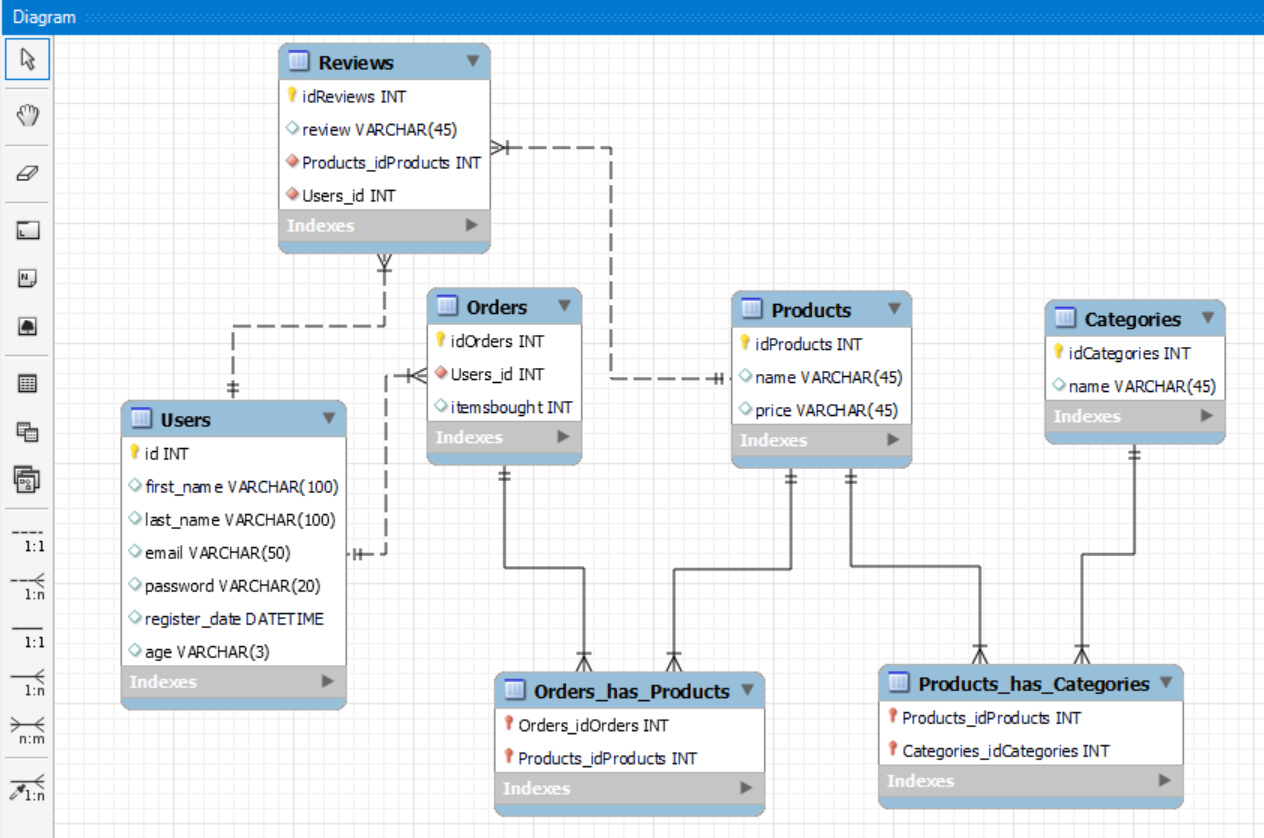 Diagram
Reviews
idReviews INT
review VARCHAR(45)
Products_idProducts INT
Users_id INT
Indexes
Orders
idOrders INT
Users_id INT
itemsbought INT
Indexes
Products
idProducts INT
name VARCHAR(45)
price VARCHAR(45)
Indexes
Categories
idCategories INT
name VARCHAR(45)
Indexes
Users
id INT
first_name VARCHAR(100)
last_name VARCHAR(100)
email VARCHAR(50)
password VARCHAR(20)
register_date DATETIME
age VARCHAR(3)
Indexes
Orders_has_Products
Orders_idOrders INT
Products_idProducts INT
Indexes
Products_has_Categories
Products_idProducts INT
Categories_idCategories INT
Indexes
1:1
1:n
1:1
1:n
n:m
1:n